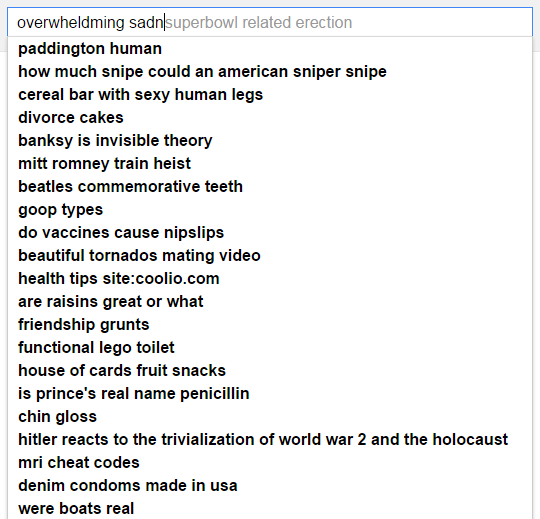 overwheldming sadnsuperbowl related erection
paddington human
how much snipe could an american sniper snipe
cereal bar with sexy human legs
divorce cakes
banksy is invisible theory
mitt romney train heist
beatles commemorative teeth
goop types
do vaccines cause nipslips
beautiful tornados mating video
health tips site:coolio.com
are raisins great or what
friendship grunts
functional lego toilet
house of cards fruit snacks
is prince's real name penicillin
chin gloss
hitler reacts to the trivialization of world war 2 and the holocaust
mri cheat codes
denim condoms made in usa
were boats real